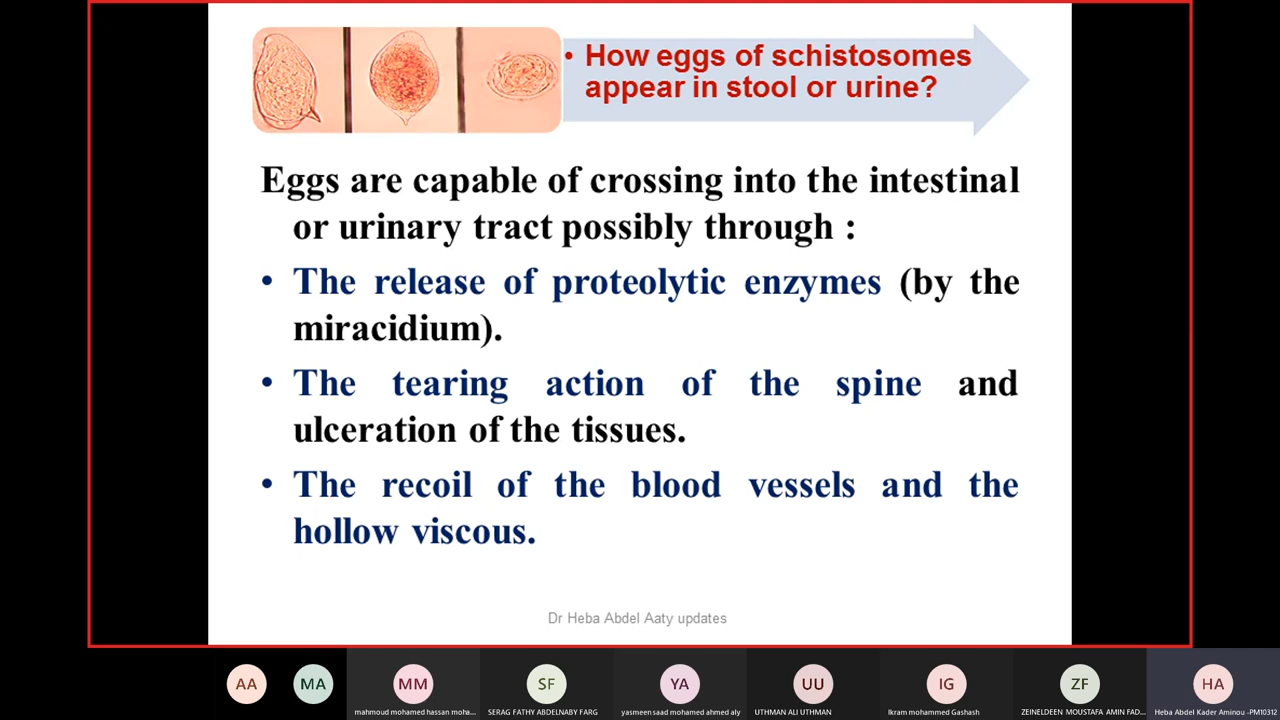 • How eggs of schistosomes
appear in stool or urine?
Eggs are capable of crossing into the intestinal
or urinary tract possibly through :
• The release of proteolytic enzymes (by the
miracidium).
• The tearing action of the spine and
ulceration of the tissues.
• The recoil of the blood vessels and the
hollow viscous.
Dr Heba Abdel Aaty updates
AA MA MM SF YA UU IG ZF HA
mahmoud mohamed hassan moha... SERAG FATHY ABDELNABY FARG yasmeen saad mohamed ahmed aly UTHMAN ALI UTHMAN Ikram mohammed Gashash ZEINELDEEN MOUSTAFA AMIN FAD... Heba Abdel Kader Aminou -PM10312